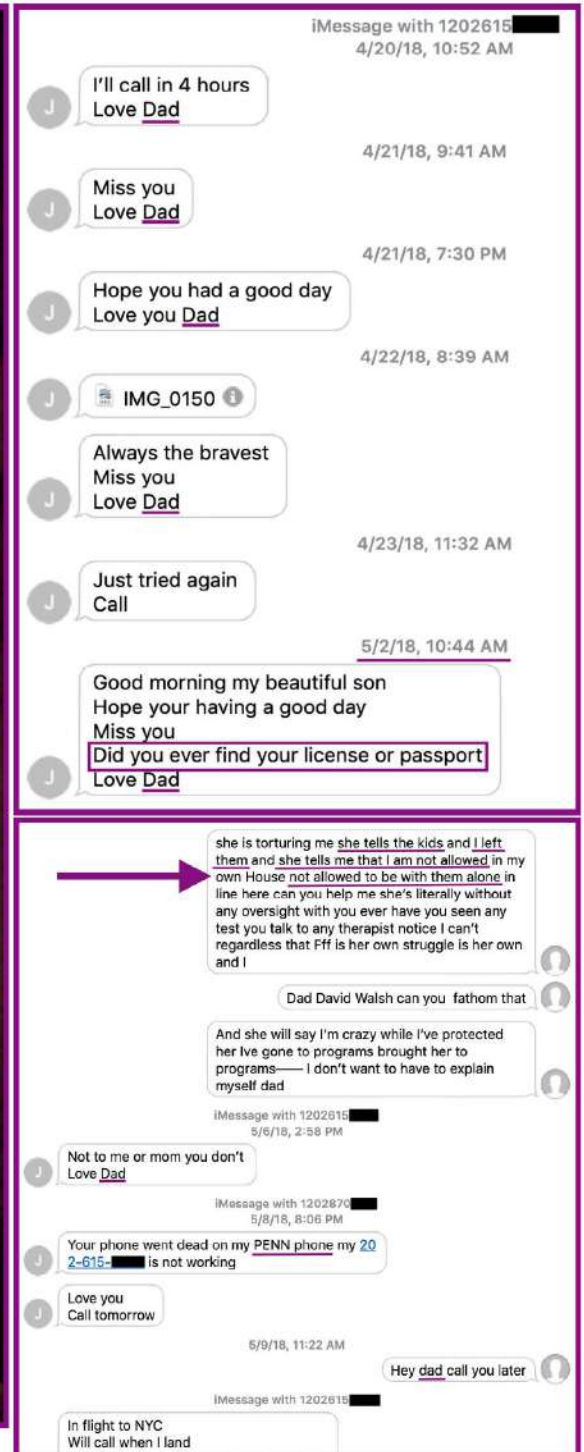 iMessage with 1202615
4/20/18, 10:52 AM
I'll call in 4 hours
Love Dad
4/21/18, 9:41 AM
Miss you
Love Dad
4/21/18, 7:30 PM
Hope you had a good day
Love you Dad
4/22/18, 8:39 AM
IMG_0150
Always the bravest
Miss you
Love Dad
4/23/18, 11:32 AM
Just tried again
Call
5/2/18, 10:44 AM
Good morning my beautiful son
Hope your having a good day
Miss you
Did you ever find your license or passport
Love Dad
she is torturing me she tells the kids and I left
them and she tells me that I am not allowed in my
own House not allowed to be with them alone in
line here can you help me she's literally without
any oversight with you ever have you seen any
test you talk to any therapist notice I can't
regardless that Fff is her own struggle is her own
and I
Dad David Walsh can you fathom that
And she will say I'm crazy while I've protected
her Ive gone to programs brought her to
programs—— I don't want to have to explain
myself dad
iMessage with 1202615
5/6/18, 2:58 PM
Not to me or mom you don't
Love Dad
iMessage with 1202870
5/8/18, 8:06 PM
Your phone went dead on my PENN phone my 20
2-615- is not working
Love you
Call tomorrow
5/9/18, 11:22 AM
Hey dad call you later
iMessage with 1202615
In flight to NYC
Will call when I land